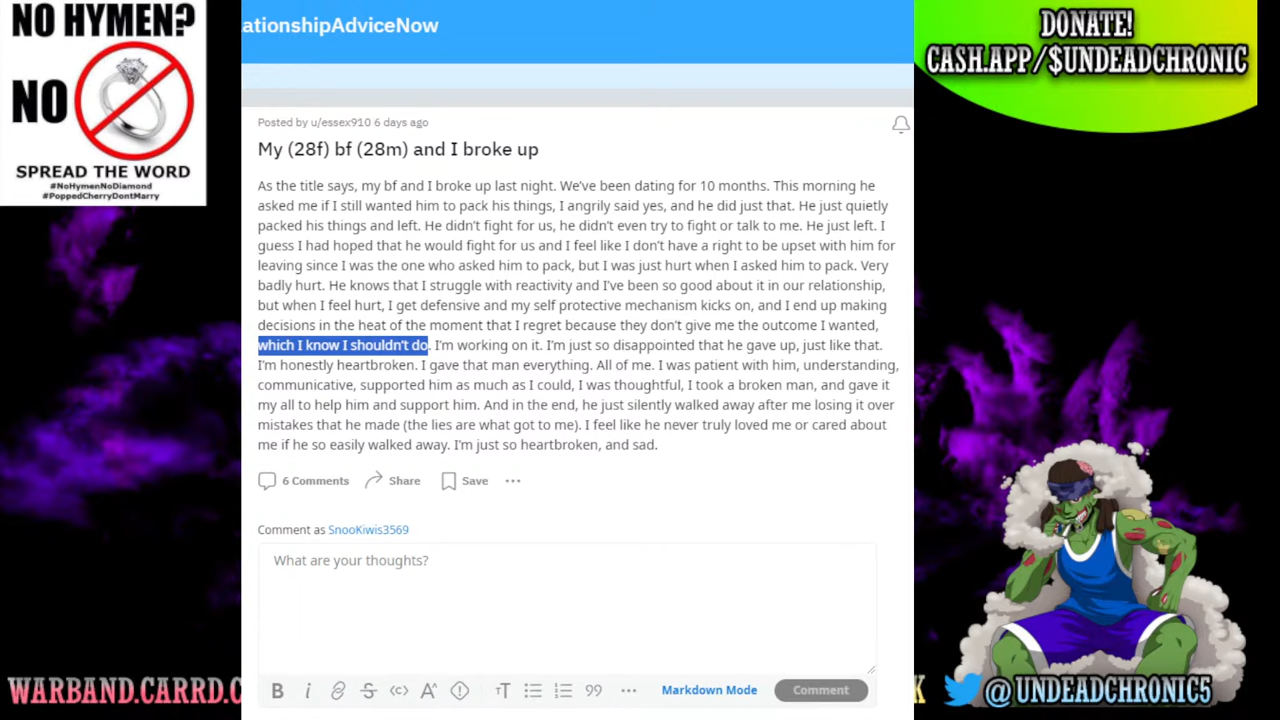 NO HYMEN?
NO
SPREAD THE WORD
#NoHymenNoDiamond
#PoppedCherryDontMarry
ationshipAdviceNow
DONATE!
CASH.APP/$UNDEADCHRONIC
Posted by u/essex910 6 days ago
My (28f) bf (28m) and I broke up
As the title says, my bf and I broke up last night. We've been dating for 10 months. This morning he
asked me if I still wanted him to pack his things, I angrily said yes, and he did just that. He just quietly
packed his things and left. He didn't fight for us, he didn't even try to fight or talk to me. He just left. I
guess I had hoped that he would fight for us and I feel like I don't have a right to be upset with him for
leaving since I was the one who asked him to pack, but I was just hurt when I asked him to pack. Very
badly hurt. He knows that I struggle with reactivity and I've been so good about it in our relationship,
but when I feel hurt, I get defensive and my self protective mechanism kicks on, and I end up making
decisions in the heat of the moment that I regret because they don't give me the outcome I wanted,
which I know I shouldn't do. I'm working on it. I'm just so disappointed that he gave up, just like that.
I'm honestly heartbroken. I gave that man everything. All of me. I was patient with him, understanding,
communicative, supported him as much as I could, I was thoughtful, I took a broken man, and gave it
my all to help him and support him. And in the end, he just silently walked away after me losing it over
mistakes that he made (the lies are what got to me). I feel like he never truly loved me or cared about
me if he so easily walked away. I'm just so heartbroken, and sad.
6 Comments Share Save
Comment as SnooKiwis3569
What are your thoughts?
Markdown Mode Comment
WARBAND.CARRD.C
@UNDEADCHRONIC5